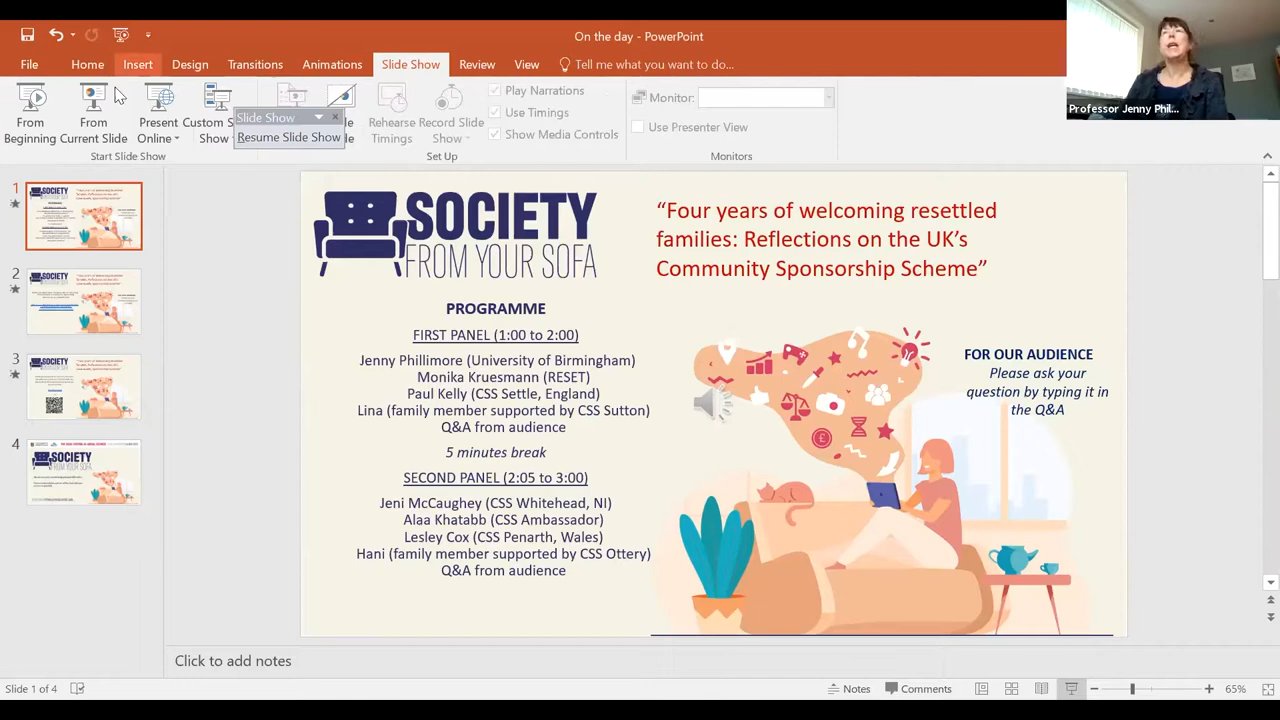 On the day - PowerPoint
File
Home
Insert
Design
Transitions
Animations
Slide Show
Review
View
Tell me what you want to do...
From
Beginning
From
Current Slide
Present
Online
Custom S
Show
Slide Show
Resume Slide Show
Rehearse
Timings
Record Slide
Show
Play Narrations
Use Timings
Show Media Controls
Monitor:
Use Presenter View
Start Slide Show
Set Up
Monitors
Professor Jenny Phil...
1
2
3
4
SOCIETY
FROM YOUR SOFA
“Four years of welcoming resettled
families: Reflections on the UK’s
Community Sponsorship Scheme”
PROGRAMME
FIRST PANEL (1:00 to 2:00)
Jenny Phillimore (University of Birmingham)
Monika Kruesmann (RESET)
Paul Kelly (CSS Settle, England)
Lina (family member supported by CSS Sutton)
Q&A from audience
5 minutes break
SECOND PANEL (2:05 to 3:00)
Jeni McCaughey (CSS Whitehead, NI)
Alaa Khatabb (CSS Ambassador)
Lesley Cox (CSS Penarth, Wales)
Hani (family member supported by CSS Ottery)
Q&A from audience
FOR OUR AUDIENCE
Please ask your
question by typing it in
the Q&A
Click to add notes
Slide 1 of 4
Notes
Comments
65%